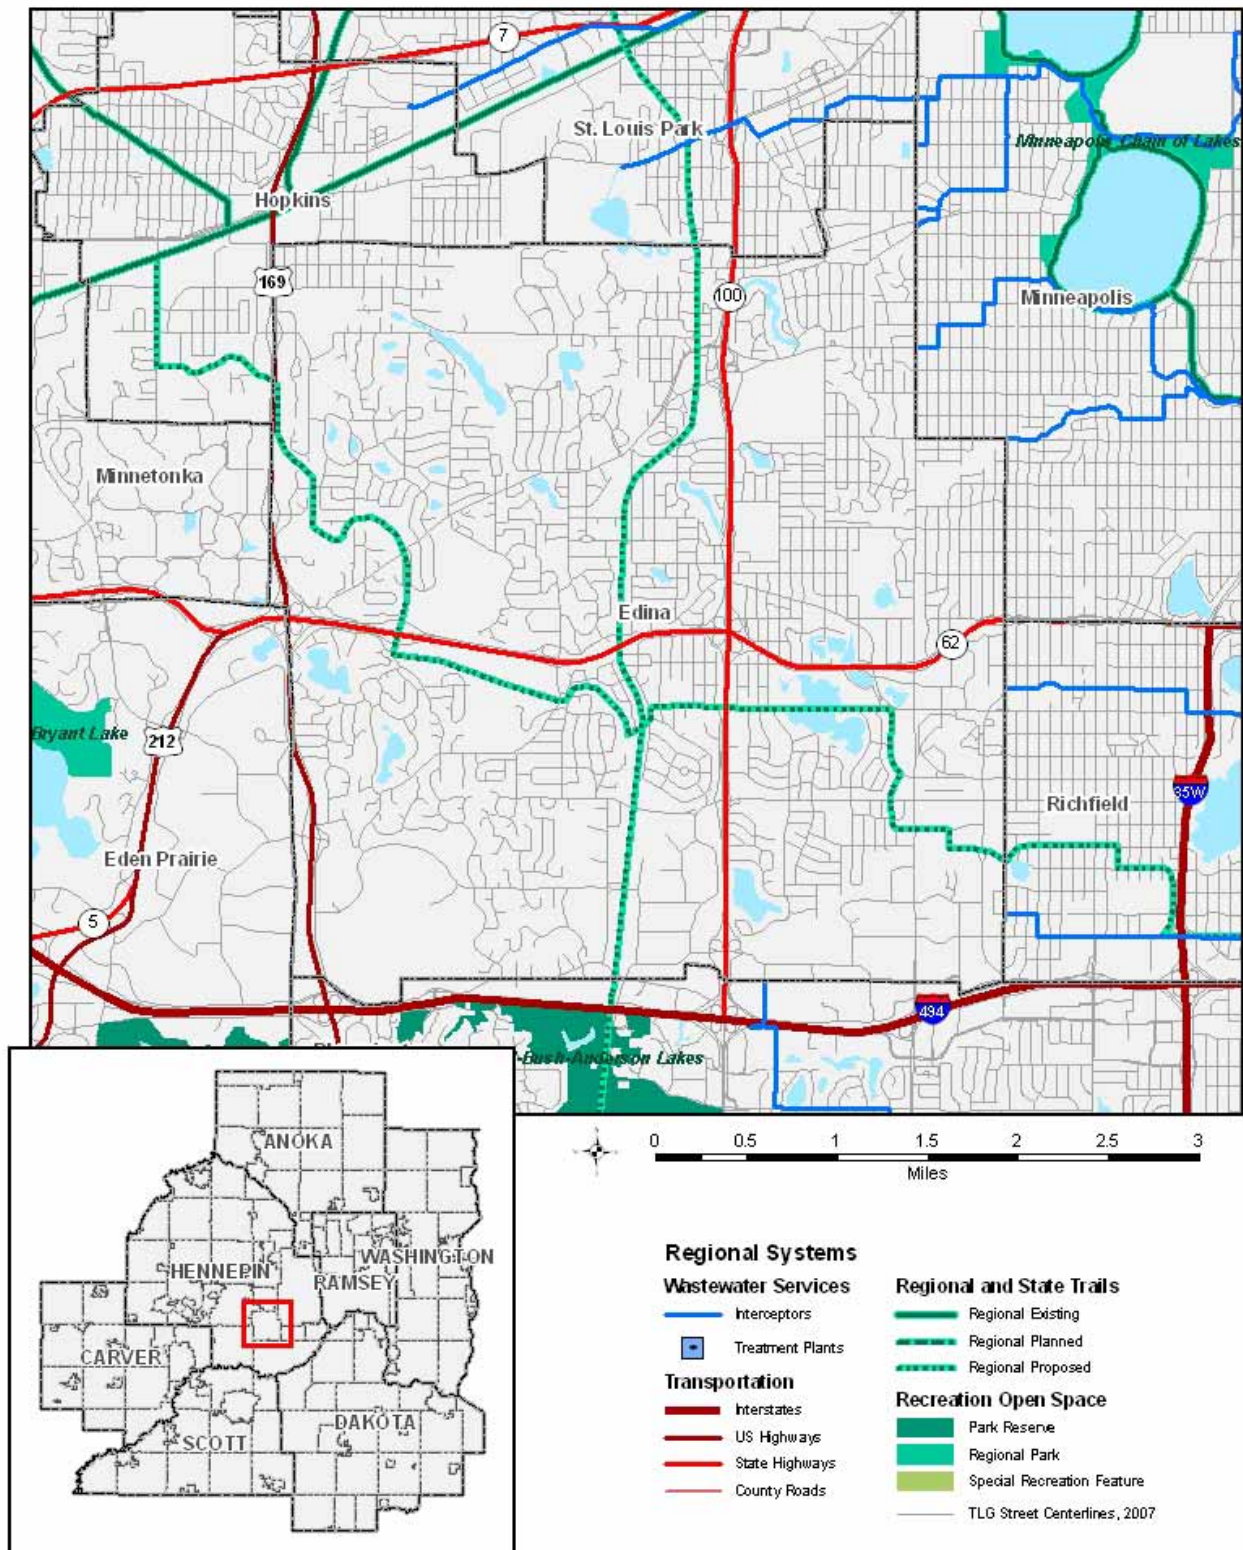 7
St. Louis Park
Minneapolis Chain of Lakes
Hopkins
169
100
Minneapolis
Minnetonka
Edina
62
Bryant Lake
212
35W
Richfield
Eden Prairie
5
494
-Bush-Anderson Lakes
ANOKA
WASHINGTON
HENNEPIN
RAMSEY
CARVER
DAKOTA
SCOTT
0 0.5 1 1.5 2 2.5 3
Miles
Regional Systems
Wastewater Services
Interceptors
Treatment Plants
Transportation
Interstates
US Highways
State Highways
County Roads
Regional and State Trails
Regional Existing
Regional Planned
Regional Proposed
Recreation Open Space
Park Reserve
Regional Park
Special Recreation Feature
TLG Street Centerlines, 2007